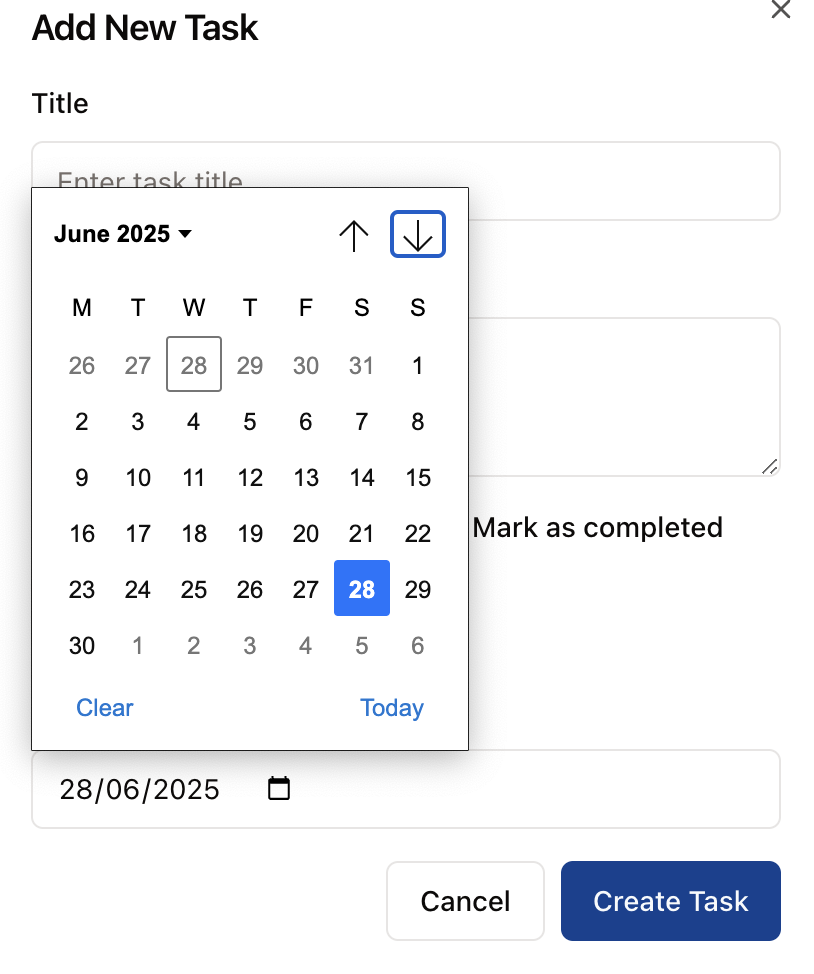 Add New Task
Title
Enter task title
June 2025
M T W T F S S
26 27 28 29 30 31 1
2 3 4 5 6 7 8
9 10 11 12 13 14 15
16 17 18 19 20 21 22
23 24 25 26 27 28 29
30 1 2 3 4 5 6
Clear Today
Mark as completed
28/06/2025
Cancel Create Task